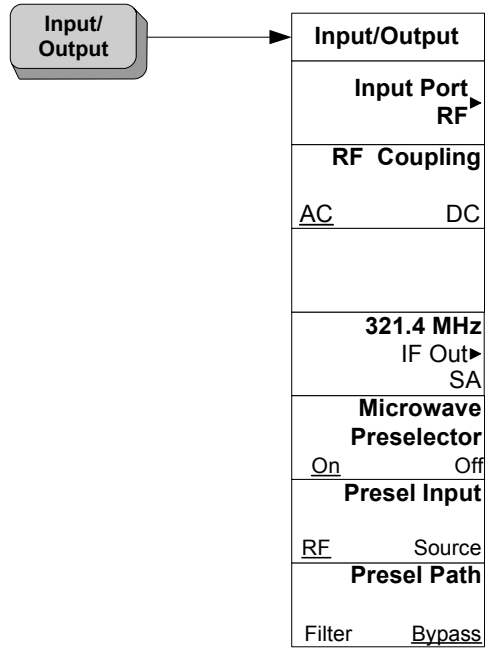 Input/
Output
Input/Output
Input Port
RF
RF Coupling
AC DC
321.4 MHz
IF Out
SA
Microwave
Preselector
On Off
Presel Input
RF Source
Presel Path
Filter Bypass